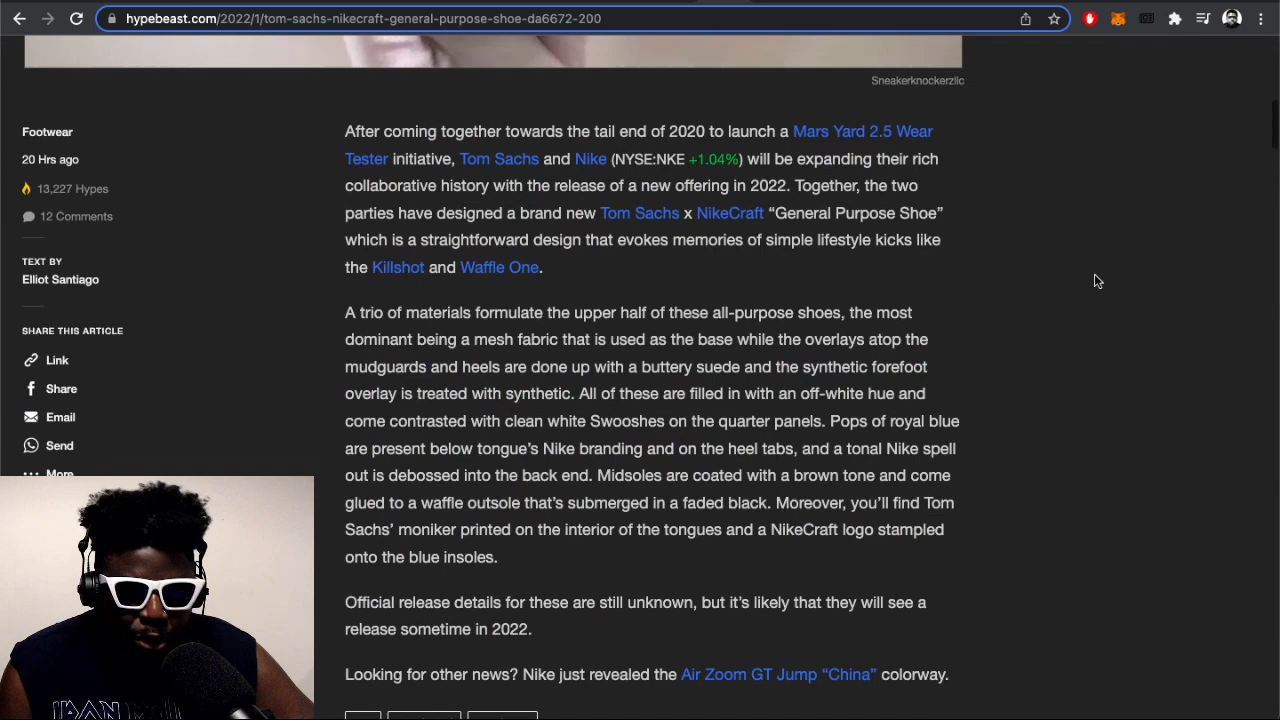 hypebeast.com/2022/1/tom-sachs-nikecraft-general-purpose-shoe-da6672-200
Sneakerknockerzllc
Footwear
20 Hrs ago
13,227 Hypes
12 Comments
TEXT BY
Elliot Santiago
SHARE THIS ARTICLE
Link
Share
Email
Send
More
After coming together towards the tail end of 2020 to launch a Mars Yard 2.5 Wear
Tester initiative, Tom Sachs and Nike (NYSE:NKE +1.04%) will be expanding their rich
collaborative history with the release of a new offering in 2022. Together, the two
parties have designed a brand new Tom Sachs x NikeCraft “General Purpose Shoe”
which is a straightforward design that evokes memories of simple lifestyle kicks like
the Killshot and Waffle One.
A trio of materials formulate the upper half of these all-purpose shoes, the most
dominant being a mesh fabric that is used as the base while the overlays atop the
mudguards and heels are done up with a buttery suede and the synthetic forefoot
overlay is treated with synthetic. All of these are filled in with an off-white hue and
come contrasted with clean white Swooshes on the quarter panels. Pops of royal blue
are present below tongue’s Nike branding and on the heel tabs, and a tonal Nike spell
out is debossed into the back end. Midsoles are coated with a brown tone and come
glued to a waffle outsole that’s submerged in a faded black. Moreover, you’ll find Tom
Sachs’ moniker printed on the interior of the tongues and a NikeCraft logo stamped
onto the blue insoles.
Official release details for these are still unknown, but it’s likely that they will see a
release sometime in 2022.
Looking for other news? Nike just revealed the Air Zoom GT Jump “China” colorway.